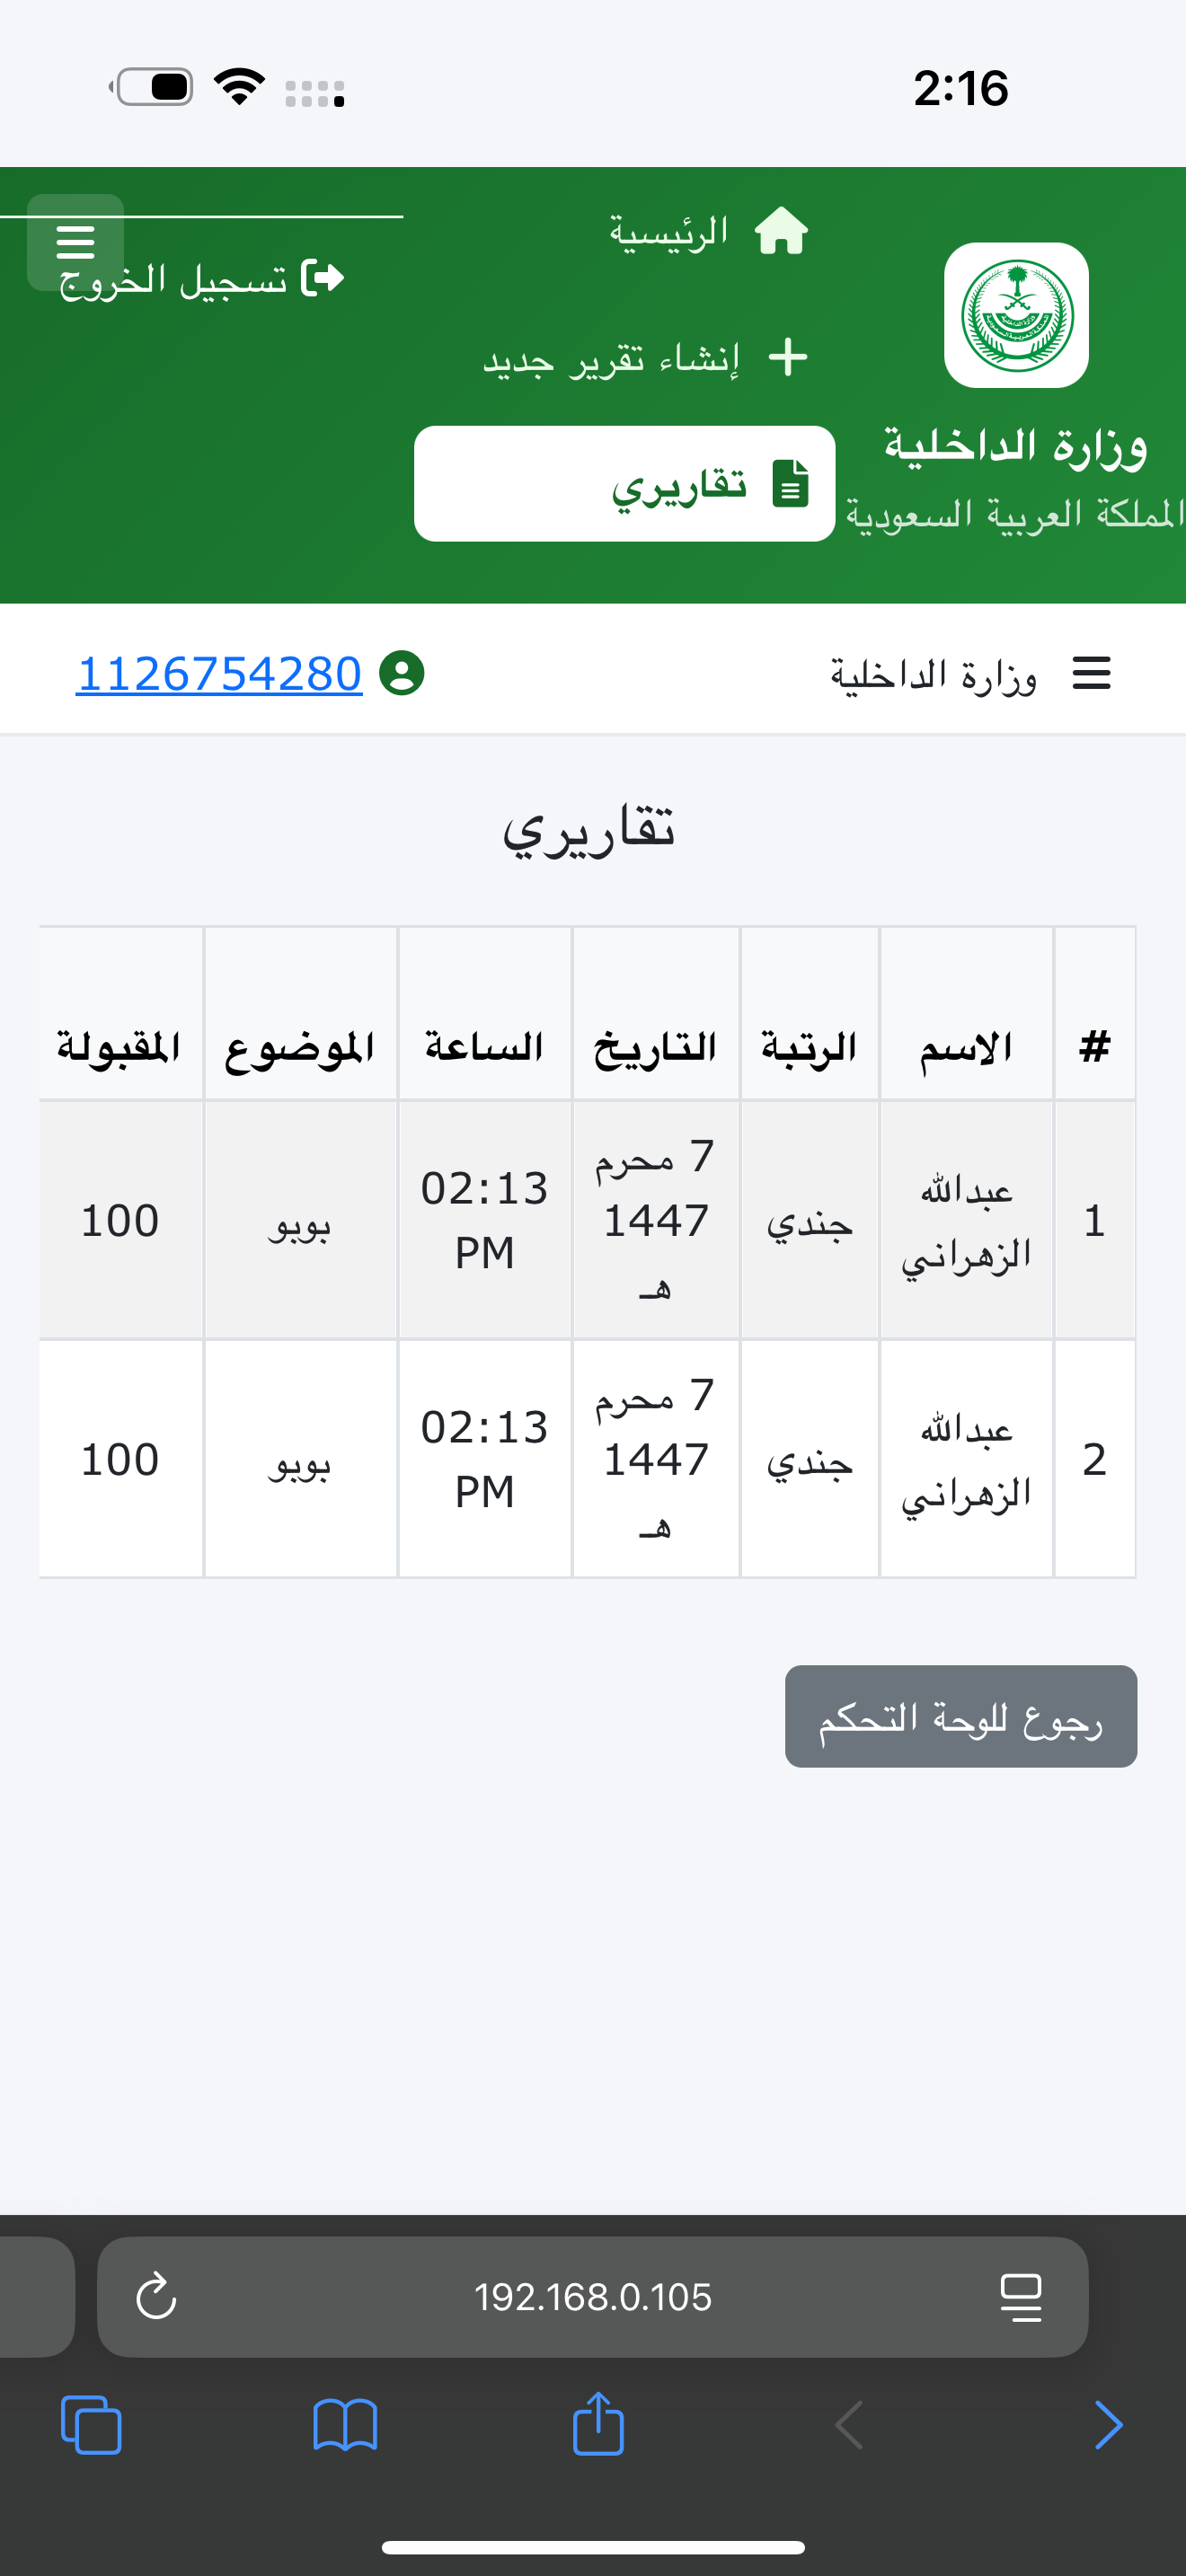 2:16
الرئيسية
تسجيل الخروج
إنشاء تقرير جديد
وزارة الداخلية
تقاريري
المملكة العربية السعودية
وزارة الداخلية
1126754280
تقاريري
# الاسم الرتبة التاريخ الساعة الموضوع المقبولة
1 عبدالله الزهراني جندي 7 محرم 1447 هـ 02:13 PM بوبو 100
2 عبدالله الزهراني جندي 7 محرم 1447 هـ 02:13 PM بوبو 100
رجوع للوحة التحكم
192.168.0.105